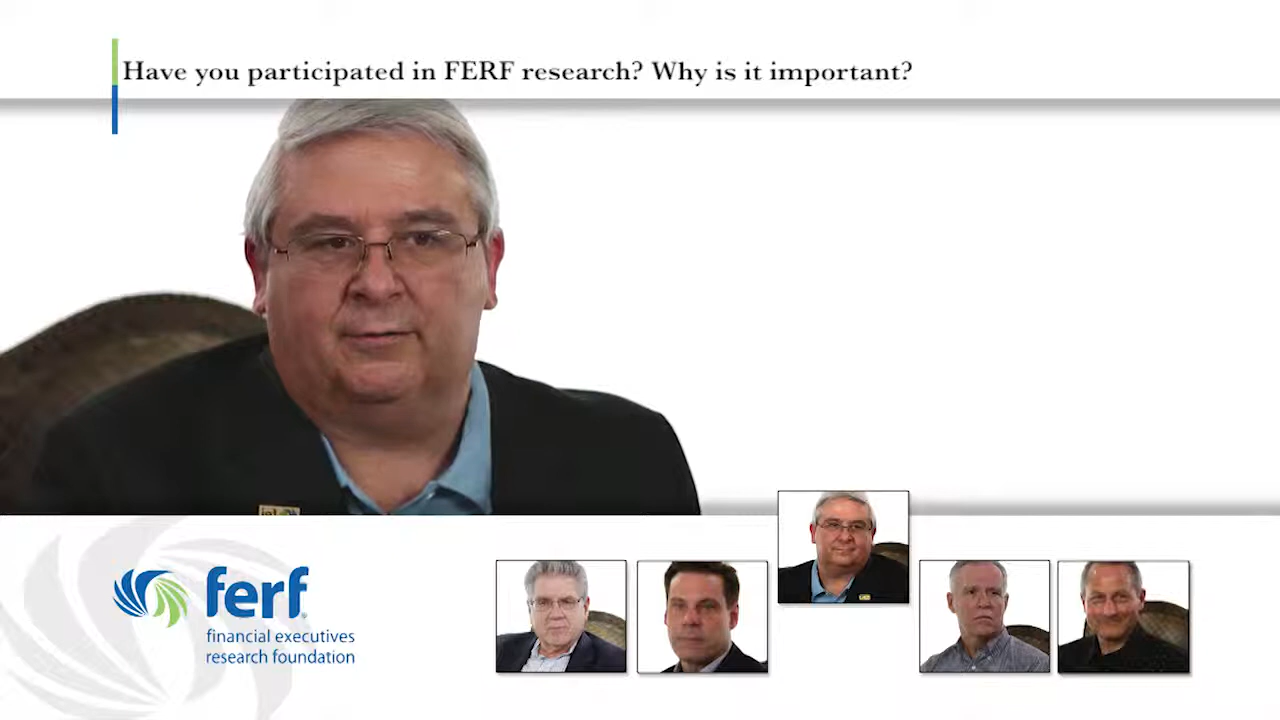 Have you participated in FERF research? Why is it important?
ferf
financial executives
research foundation